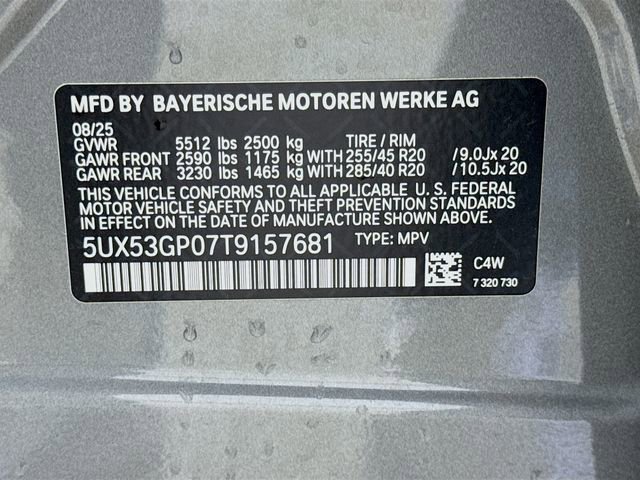 MFD BY BAYERISCHE MOTOREN WERKE AG
08/25
GVWR 5512 lbs 2500 kg TIRE / RIM
GAWR FRONT 2590 lbs 1175 kg WITH 255/45 R20 /9.0Jx 20
GAWR REAR 3230 lbs 1465 kg WITH 285/40 R20 /10.5Jx 20
THIS VEHICLE CONFORMS TO ALL APPLICABLE U. S. FEDERAL
MOTOR VEHICLE SAFETY AND THEFT PREVENTION STANDARDS
IN EFFECT ON THE DATE OF MANUFACTURE SHOWN ABOVE.
5UX53GP07T9157681 TYPE: MPV
C4W
7 320 730